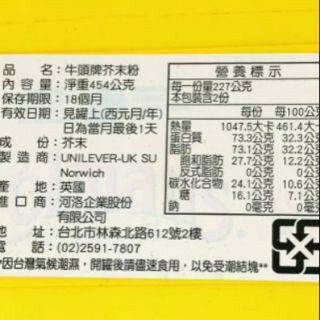 品名：牛頭牌芥末粉
內容量：淨重454公克
保存期限：18個月
有效日期：見罐上(西元月/年)
日為當月最後1天
成份：芥末
製造商：UNILEVER-UK SU
Norwich
產地：英國
進口商：河洛企業股份
有限公司
地址：台北市林森北路612號2樓
電話：(02)2591-7807
*因台灣氣候潮濕，開罐後請儘速食用，以免受潮結塊**
營養標示
每一份量227公克
本包裝含2份
每份 每100公
熱量 1047.5大卡 461.4大
蛋白質 73.3公克 32.3公
脂肪 73.1公克 32.2公
飽和脂肪 27.7公克 12.2公
反式脂肪 0公克 0公
碳水化合物 24.1公克 10.6公
糖 16.1公克 7.1公
鈉 0毫克 0毫